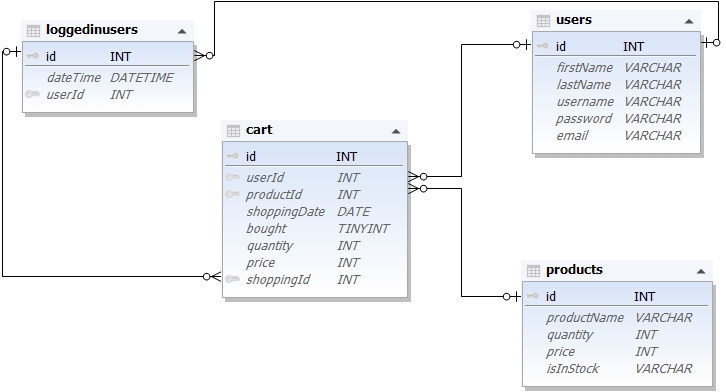 loggedinusers
id INT
dateTime DATETIME
userId INT
users
id INT
firstName VARCHAR
lastName VARCHAR
username VARCHAR
password VARCHAR
email VARCHAR
cart
id INT
userId INT
productId INT
shoppingDate DATE
bought TINYINT
quantity INT
price INT
shoppingId INT
products
id INT
productName VARCHAR
quantity INT
price INT
isInStock VARCHAR